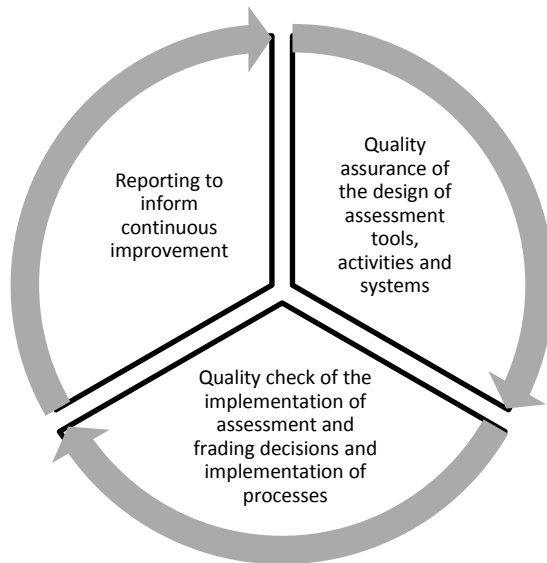 Quality
assurance of
the design of
assessment
tools,
activities and
systems
Quality check of the
implementation of
assessment and
frading decisions and
implementation of
processes
Reporting to
inform
continuous
improvement